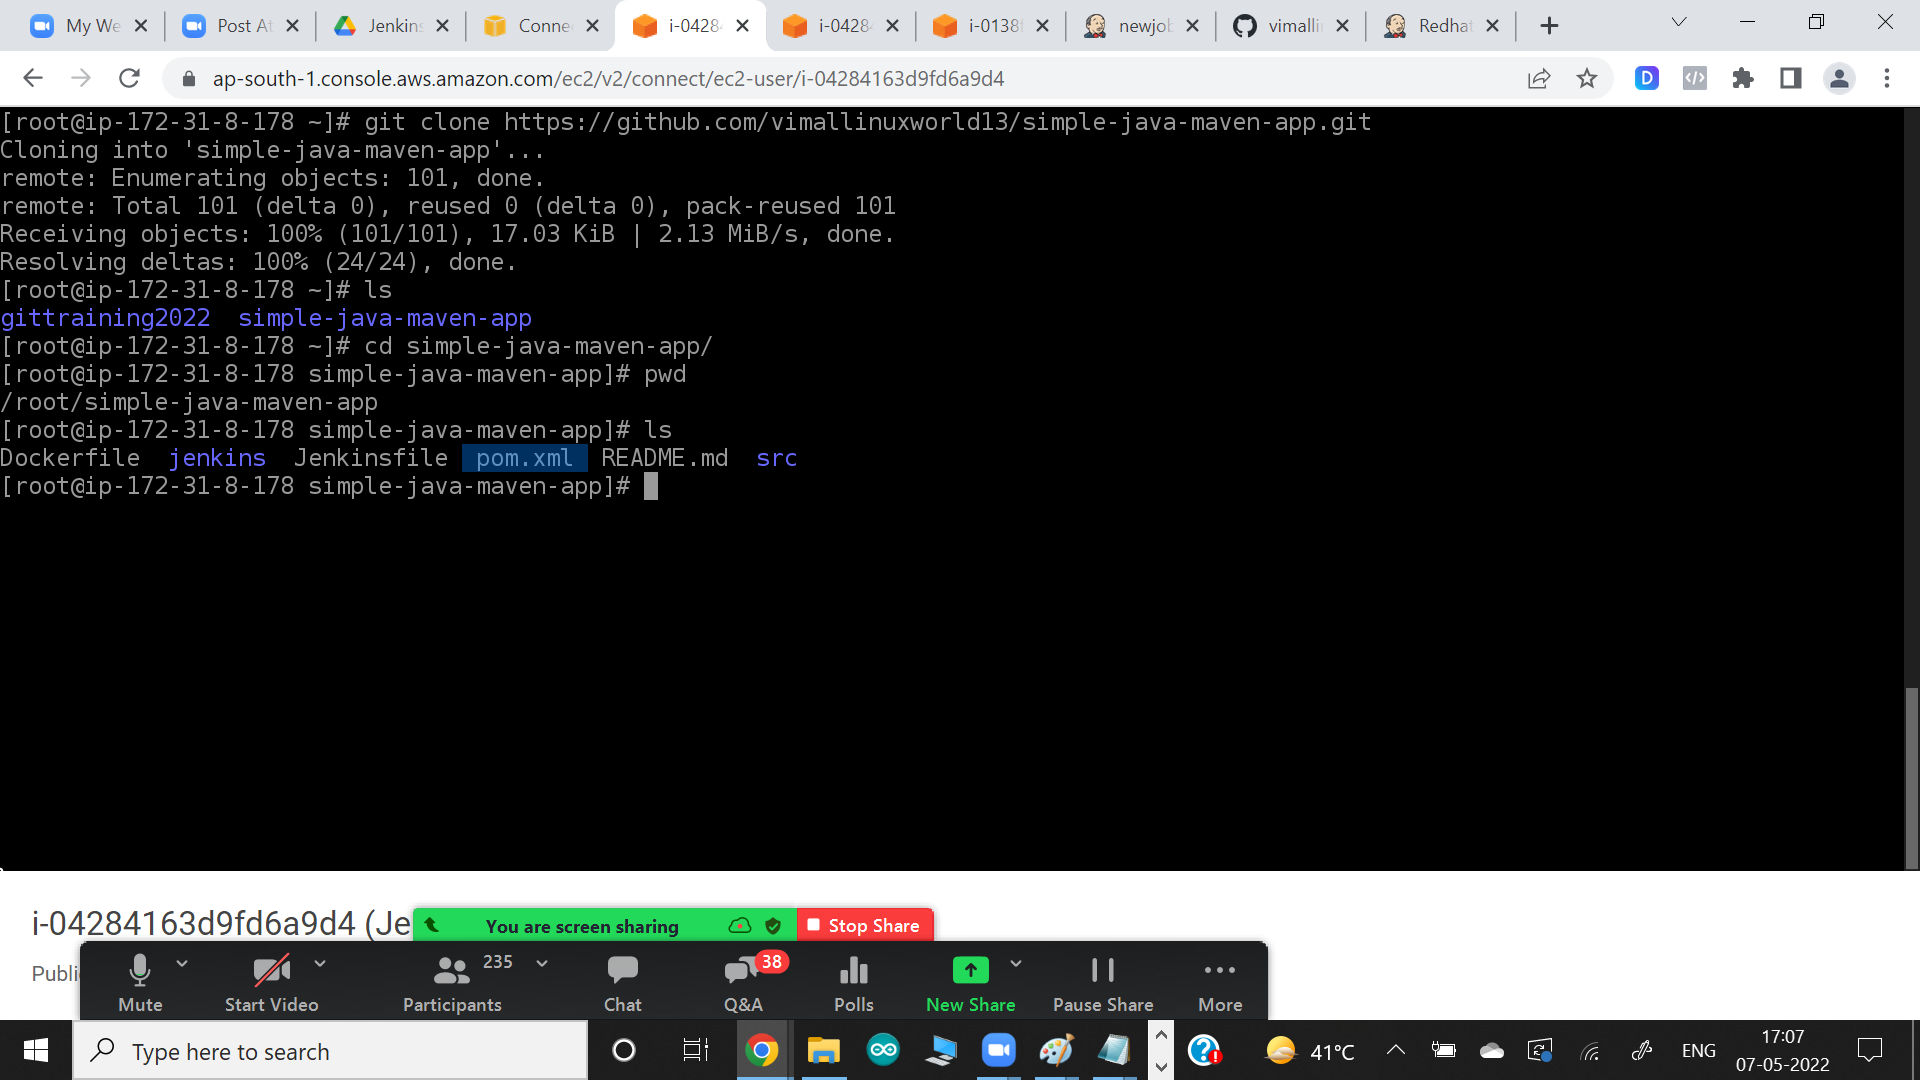 My We
Post At
Jenkins
Connec
i-0428
i-0428
i-0138f
newjob
vimallin
Redhat
ap-south-1.console.aws.amazon.com/ec2/v2/connect/ec2-user/i-04284163d9fd6a9d4
[root@ip-172-31-8-178 ~]# git clone https://github.com/vimallinuxworld13/simple-java-maven-app.git
Cloning into 'simple-java-maven-app'...
remote: Enumerating objects: 101, done.
remote: Total 101 (delta 0), reused 0 (delta 0), pack-reused 101
Receiving objects: 100% (101/101), 17.03 KiB | 2.13 MiB/s, done.
Resolving deltas: 100% (24/24), done.
[root@ip-172-31-8-178 ~]# ls
gittraining2022  simple-java-maven-app
[root@ip-172-31-8-178 ~]# cd simple-java-maven-app/
[root@ip-172-31-8-178 simple-java-maven-app]# pwd
/root/simple-java-maven-app
[root@ip-172-31-8-178 simple-java-maven-app]# ls
Dockerfile  jenkins  Jenkinsfile  pom.xml  README.md  src
[root@ip-172-31-8-178 simple-java-maven-app]#
i-04284163d9fd6a9d4 (Je
You are screen sharing
Stop Share
Publi
235
38
Mute
Start Video
Participants
Chat
Q&A
Polls
New Share
Pause Share
More
Type here to search
41°C
ENG
17:07
07-05-2022